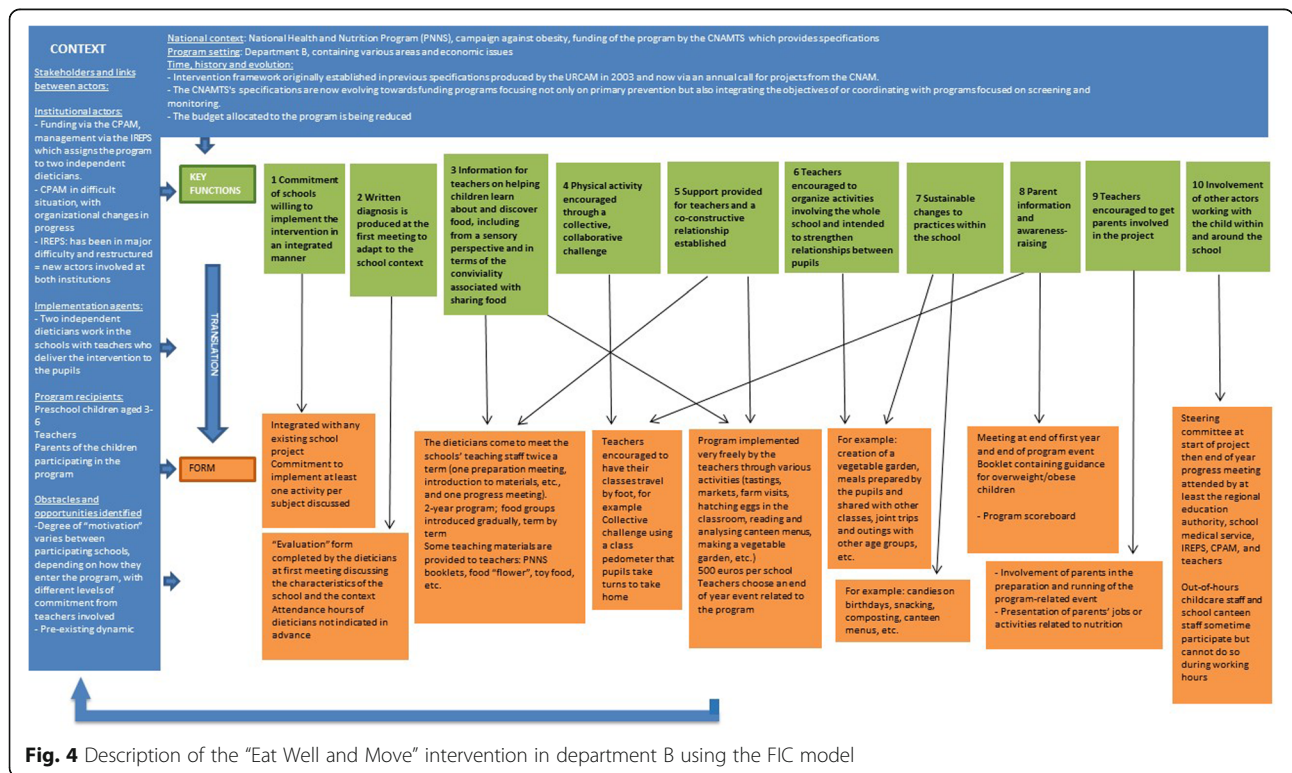 CONTEXT
Stakeholders and links
between actors:
Institutional actors:
- Funding via the CPAM,
management via the IREPS
which assigns the program
to two independent
dieticians.
- CPAM in difficult
situation, with
organizational changes in
progress
- IREPS: has been in major
difficulty and restructured
= new actors involved at
both institutions
Implementation agents:
- Two independent
dieticians work in the
schools with teachers who
deliver the intervention to
the pupils
Program recipients:
Preschool children aged 3-
6
Teachers
Parents of the children
participating in the
program
Obstacles and
opportunities identified
-Degree of "motivation"
varies between
participating schools,
depending on how they
enter the program, with
different levels of
commitment from
teachers involved
- Pre-existing dynamic
National context: National Health and Nutrition Program (PNNS), campaign against obesity, funding of the program by the CNAMTS which provides specifications
Program setting: Department B, containing various areas and economic issues
Time, history and evolution:
- Intervention framework originally established in previous specifications produced by the URCAM in 2003 and now via an annual call for projects from the CNAM.
- The CNAMTS's specifications are now evolving towards funding programs focusing not only on primary prevention but also integrating the objectives of or coordinating with programs focused on screening and
monitoring.
- The budget allocated to the program is being reduced
KEY
FUNCTIONS
1 Commitment
of schools
willing to
implement the
intervention in
an integrated
manner
2 Written
diagnosis is
produced at the
first meeting to
adapt to the
school context
3 Information for
teachers on helping
children learn
about and discover
food, including
from a sensory
perspective and in
terms of the
conviviality
associated with
sharing food
4 Physical activity
encouraged
through a
collective,
collaborative
challenge
5 Support provided
for teachers and a
co-constructive
relationship
established
6 Teachers
encouraged to
organize activities
involving the whole
school and intended
to strengthen
relationships between
pupils
7 Sustainable
changes to
practices within
the school
8 Parent
information and
awareness-
raising
9 Teachers
encouraged to get
parents involved
in the project
10 Involvement
of other actors
working with
the child within
and around the
school
TRANSLATION
FORM
Integrated with any
existing school
project
Commitment to
implement at least
one activity per
subject discussed
"Evaluation" form
completed by the dieticians
at first meeting discussing
the characteristics of the
school and the context
Attendance hours of
dieticians not indicated in
advance
The dieticians come to meet the
schools' teaching staff twice a
term (one preparation meeting,
introduction to materials, etc.,
and one progress meeting).
2-year program; food groups
introduced gradually, term by
term
Some teaching materials are
provided to teachers: PNNS
booklets, food "flower", toy food,
etc.
Teachers
encouraged to
have their
classes travel by
foot, for
example
Collective
challenge using
a class
pedometer that
pupils take
turns to take
home
Program implemented
very freely by the
teachers through various
activities (tastings,
markets, farm visits,
hatching eggs in the
classroom, reading and
analysing canteen menus,
making a vegetable
garden, etc.)
500 euros per school
Teachers choose an end
of year event related to
the program
For example:
creation of a
vegetable garden,
meals prepared by
the pupils and
shared with other
classes, joint trips
and outings with
other age groups,
etc.
For example: candies on
birthdays, snacking,
composting, canteen
menus, etc.
Meeting at end of first year
and end of program event
Booklet containing guidance
for overweight/obese
children
- Program scoreboard
- Involvement of parents in the
preparation and running of the
program-related event
- Presentation of parents' jobs or
activities related to nutrition
Steering
committee at
start of project
then end of year
progress meeting
attended by at
least the regional
education
authority, school
medical service,
IREPS, CPAM, and
teachers
Out-of-hours
childcare staff and
school canteen
staff sometime
participate but
cannot do so
during working
hours
Fig. 4 Description of the "Eat Well and Move" intervention in department B using the FIC model